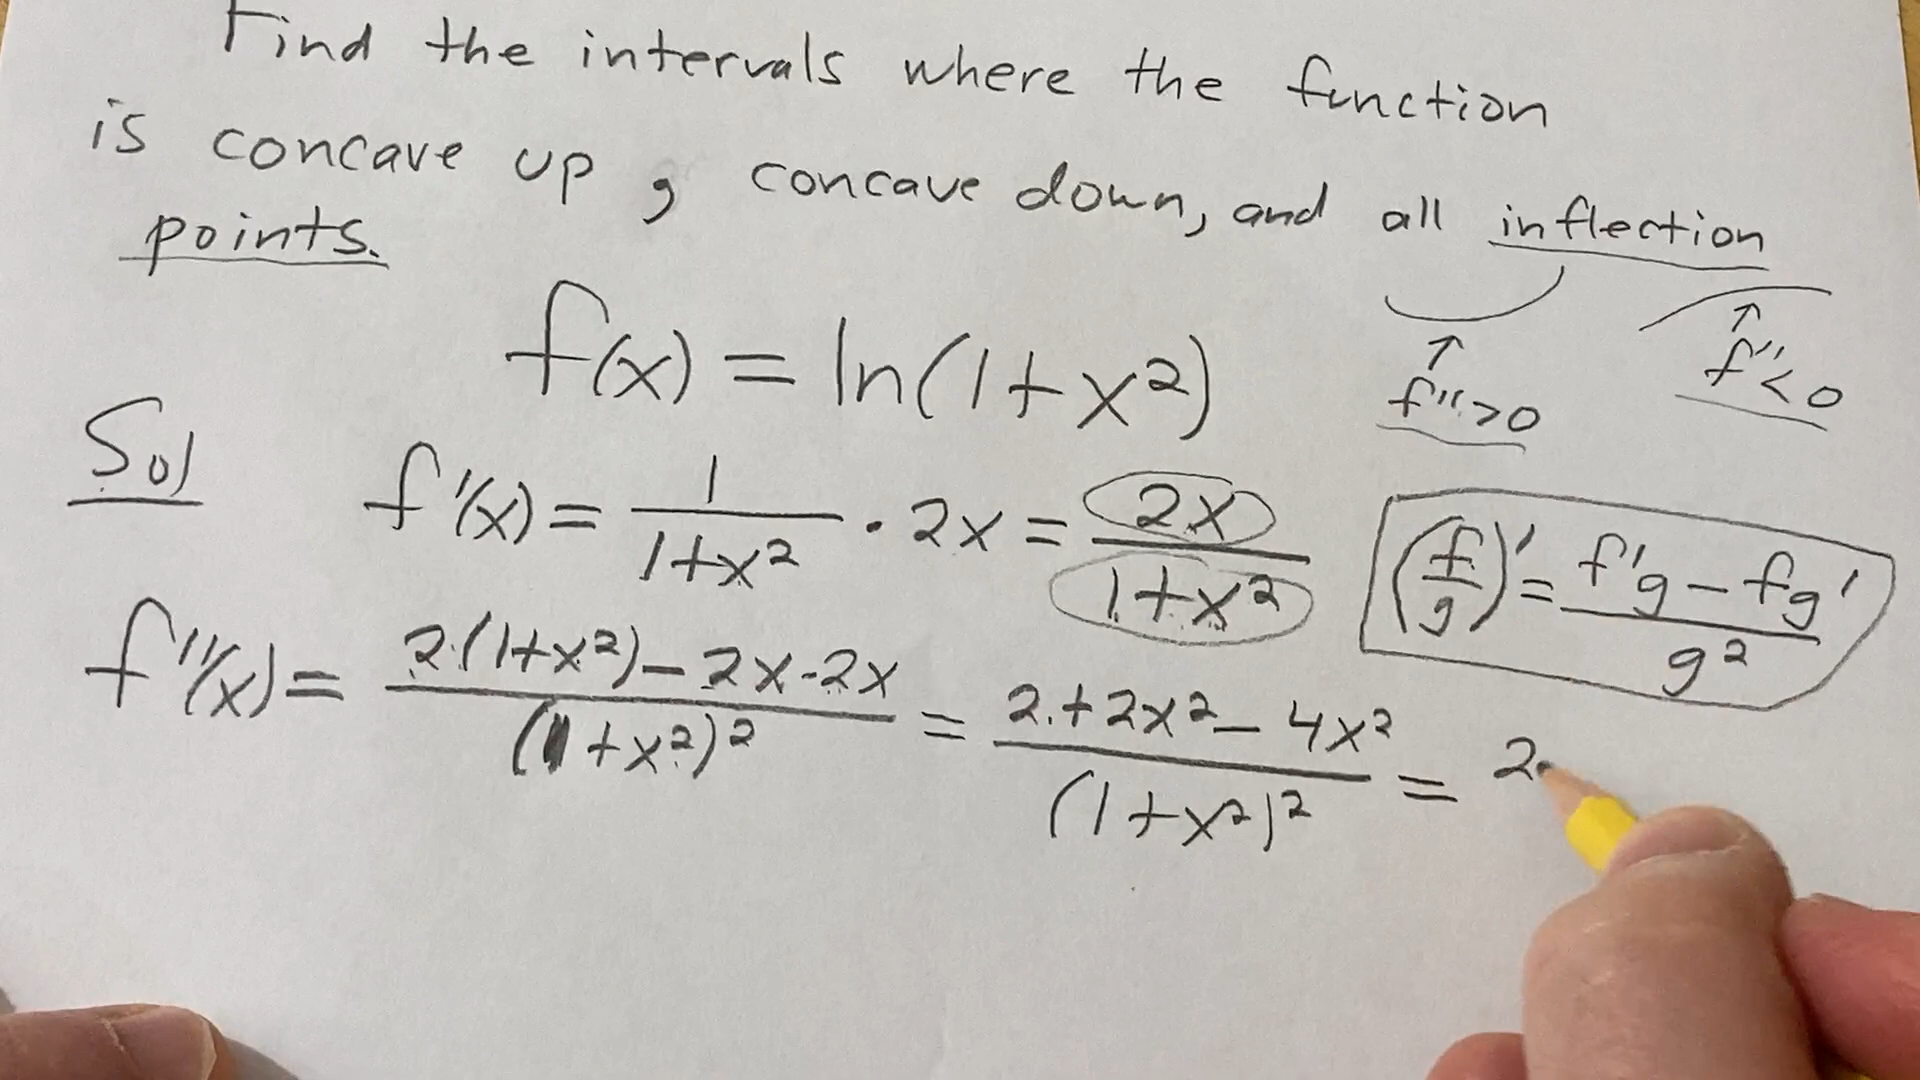 Find the intervals where the function
is concave up, concave down, and all inflection
points.
f(x) = ln(1+x²)
↑ f''>0
↑ f''<0
Sol
f'(x) = 1/(1+x²) · 2x = 2x/(1+x²)
(f/g)' = (f'g - fg')/g²
f''(x) = (2·(1+x²) - 2x·2x)/(1+x²)² = (2+2x²-4x²)/(1+x²)² = 2